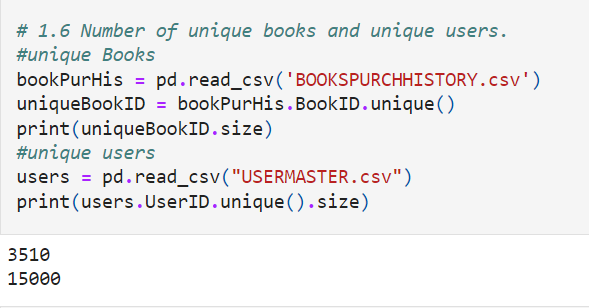 # 1.6 Number of unique books and unique users.
#unique Books
bookPurHis = pd.read_csv('BOOKSPURCHHISTORY.csv')
uniqueBookID = bookPurHis.BookID.unique()
print(uniqueBookID.size)
#unique users
users = pd.read_csv("USERMASTER.csv")
print(users.UserID.unique().size)
3510
15000